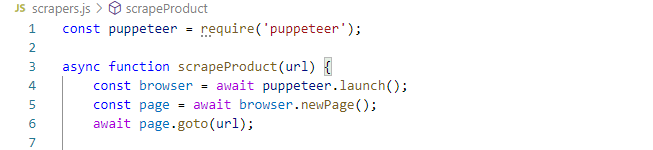 JS scrapers.js > scrapeProduct
1 const puppeteer = require('puppeteer');
2
3 async function scrapeProduct(url) {
4 const browser = await puppeteer.launch();
5 const page = await browser.newPage();
6 await page.goto(url);
7